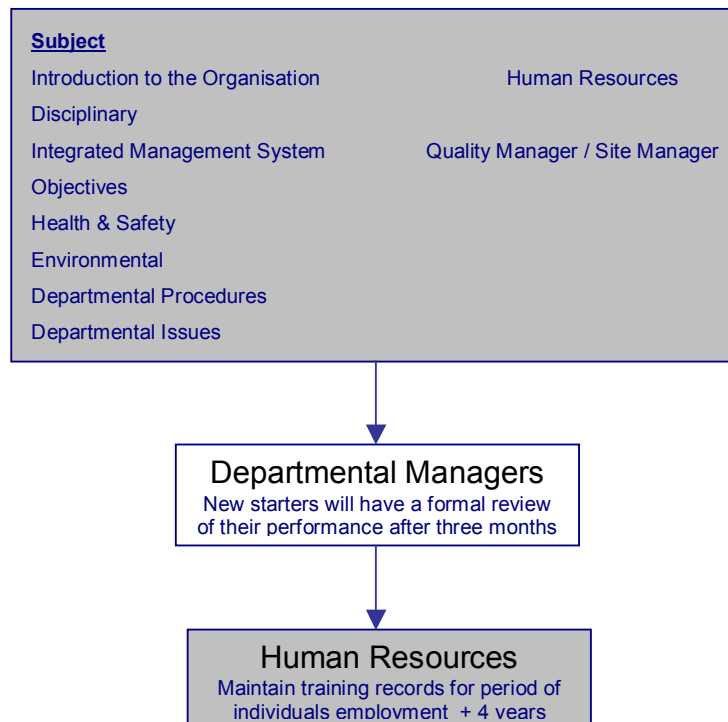 Subject
Introduction to the Organisation Human Resources
Disciplinary
Integrated Management System Quality Manager / Site Manager
Objectives
Health & Safety
Environmental
Departmental Procedures
Departmental Issues
Departmental Managers
New starters will have a formal review
of their performance after three months
Human Resources
Maintain training records for period of
individuals employment + 4 years